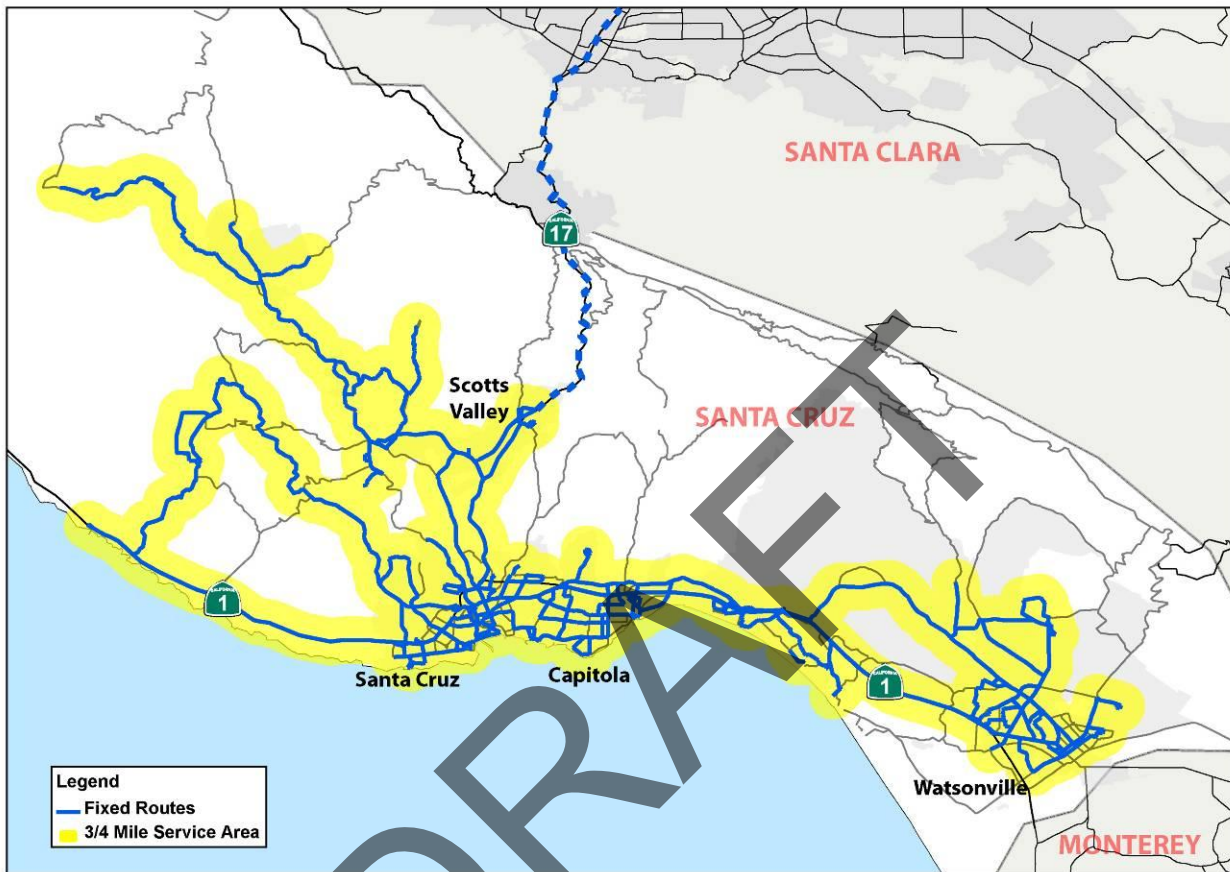 SANTA CLARA
17
Scotts
Valley
SANTA CRUZ
1
Santa Cruz
Capitola
1
Watsonville
MONTEREY
Legend
Fixed Routes
3/4 Mile Service Area
DRAFT